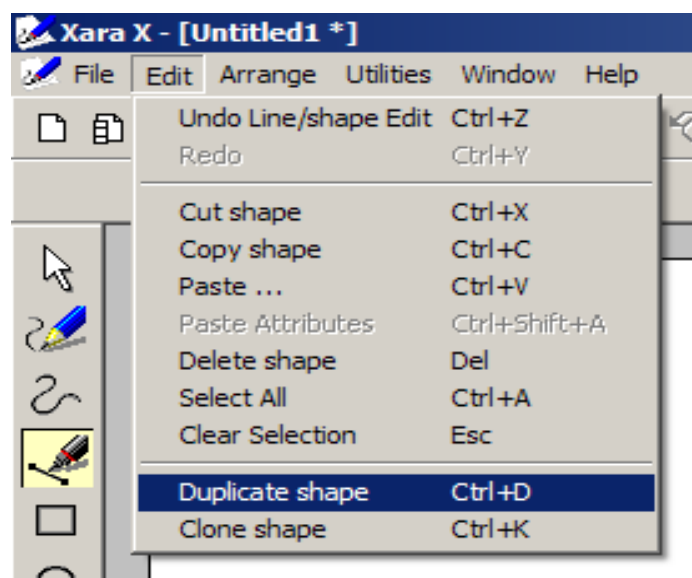 Xara X - [Untitled1 *]
File Edit Arrange Utilities Window Help
Undo Line/shape Edit Ctrl+Z
Redo Ctrl+Y
Cut shape Ctrl+X
Copy shape Ctrl+C
Paste ... Ctrl+V
Paste Attributes Ctrl+Shift+A
Delete shape Del
Select All Ctrl+A
Clear Selection Esc
Duplicate shape Ctrl+D
Clone shape Ctrl+K